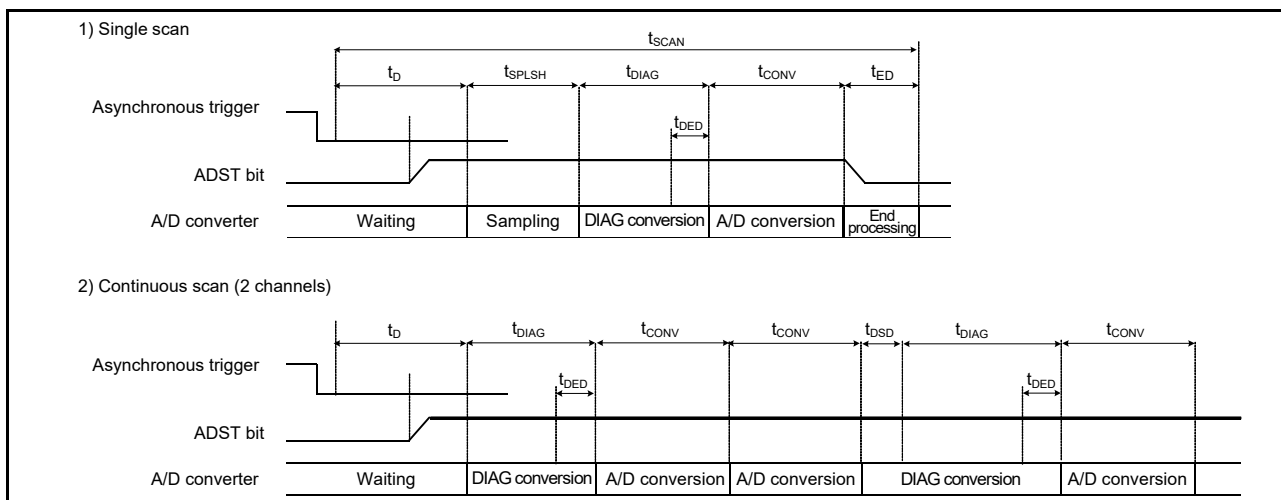 1) Single scan
tSCAN
tD tSPLSH tDIAG tCONV tED
Asynchronous trigger
tDED
ADST bit
A/D converter Waiting Sampling DIAG conversion A/D conversion End processing
2) Continuous scan (2 channels)
tD tDIAG tCONV tCONV tDSD tDIAG tCONV
Asynchronous trigger
tDED tDED
ADST bit
A/D converter Waiting DIAG conversion A/D conversion A/D conversion DIAG conversion A/D conversion